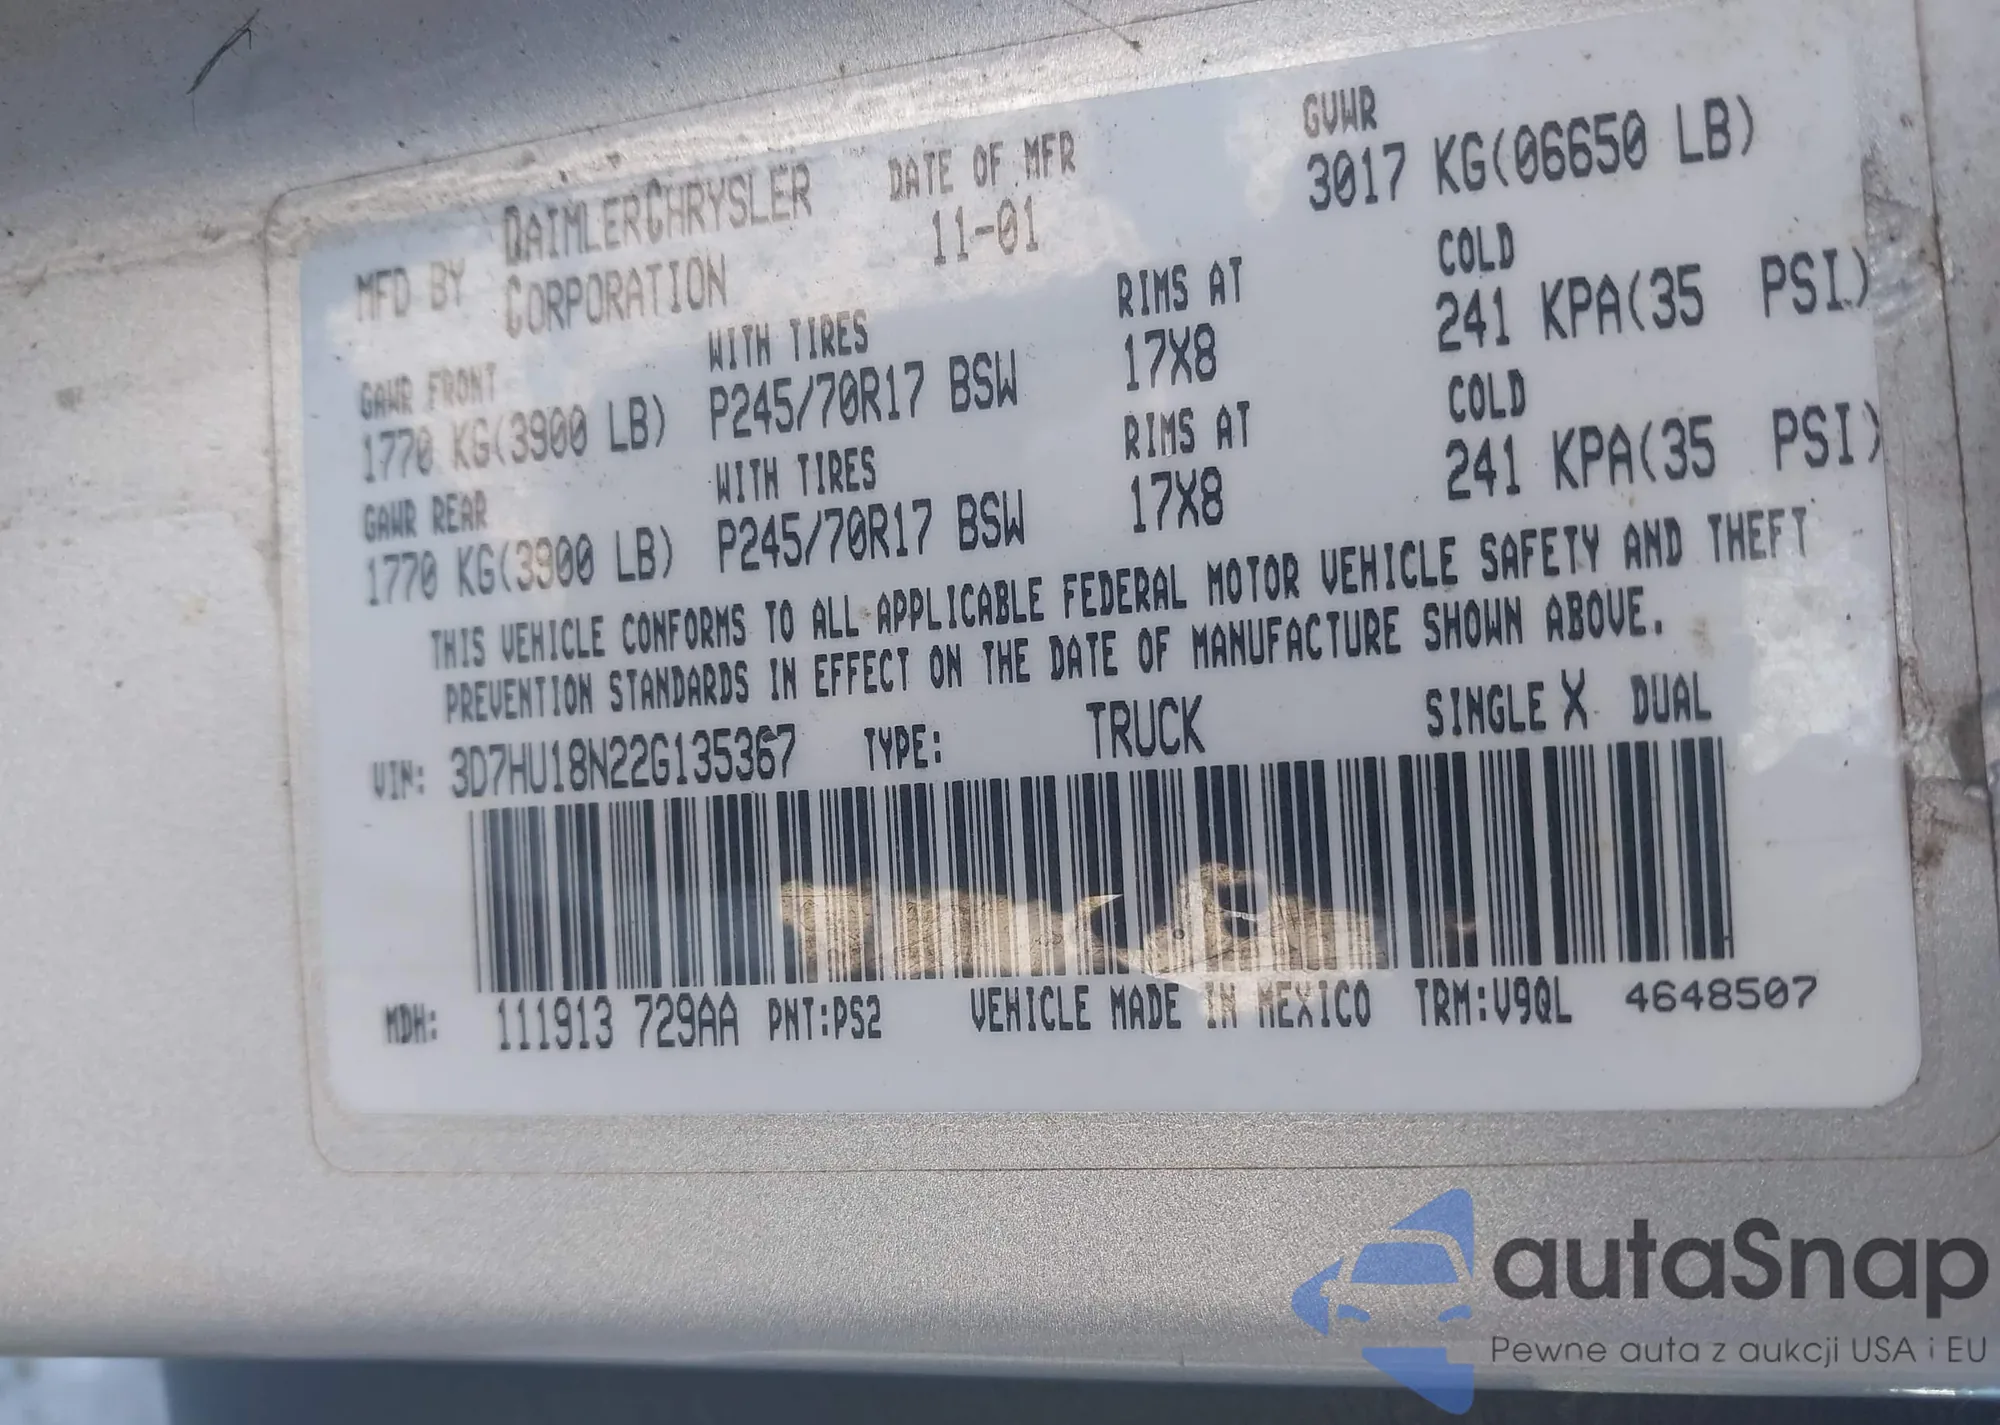 MFD BY DAIMLERCHRYSLER CORPORATION
DATE OF MFR
11-01
GVWR
3017 KG(06650 LB)
GAWR FRONT WITH TIRES RIMS AT COLD
1770 KG(3900 LB) P245/70R17 BSW 17X8 241 KPA(35 PSI)
GAWR REAR WITH TIRES RIMS AT COLD
1770 KG(3900 LB) P245/70R17 BSW 17X8 241 KPA(35 PSI)
THIS VEHICLE CONFORMS TO ALL APPLICABLE FEDERAL MOTOR VEHICLE SAFETY AND THEFT
PREVENTION STANDARDS IN EFFECT ON THE DATE OF MANUFACTURE SHOWN ABOVE.
VIN: 3D7HU18N22G135367 TYPE: TRUCK SINGLE X DUAL
MDH: 111913 729AA PNT:PS2 VEHICLE MADE IN MEXICO TRM:V9QL 4648507
autaSnap
Pewne auta z aukcji USA i EU